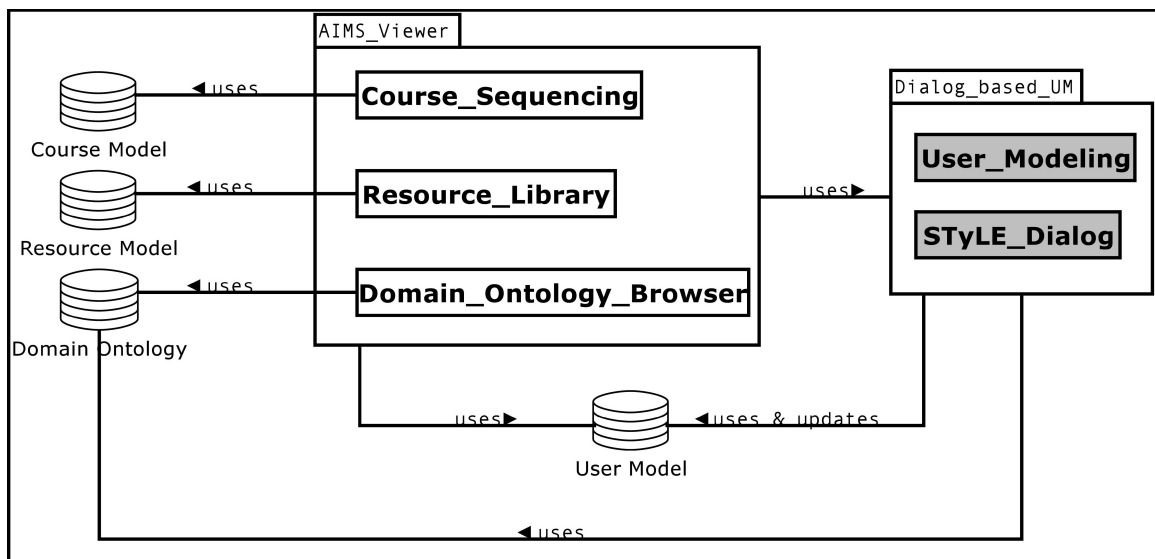 AIMS_Viewer
◄uses
Course_Sequencing
Course Model
Dialog_based_UM
User_Modeling
◄uses
Resource_Library
uses►
Resource Model
STyLE_Dialog
◄uses
Domain_Ontology_Browser
Domain Ontology
uses►
◄uses & updates
User Model
◄uses